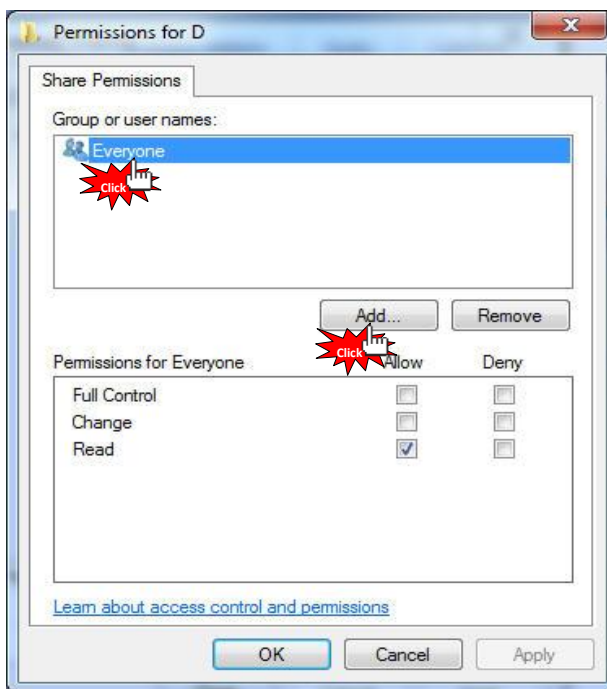 Permissions for D
Share Permissions
Group or user names:
Everyone
Click
Add...
Remove
Click
Permissions for Everyone
Allow
Deny
Full Control
Change
Read
Learn about access control and permissions
OK
Cancel
Apply